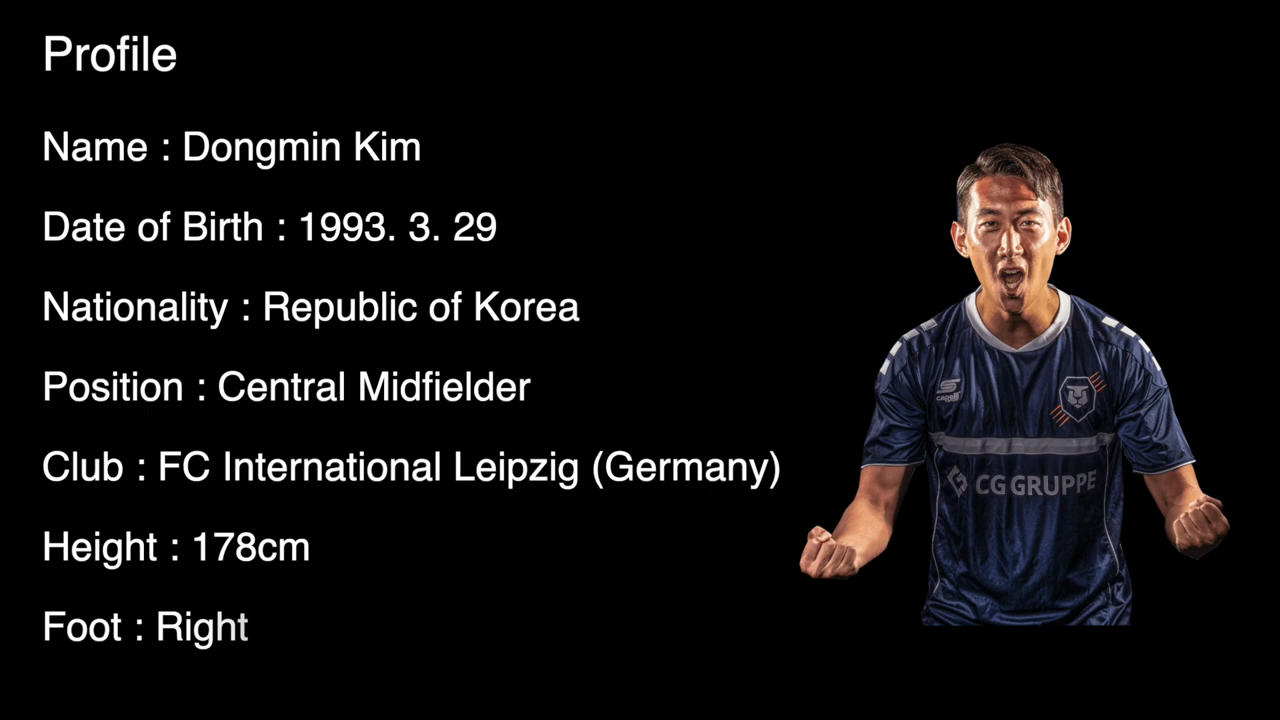 Profile
Name : Dongmin Kim
Date of Birth : 1993. 3. 29
Nationality : Republic of Korea
Position : Central Midfielder
Club : FC International Leipzig (Germany)
Height : 178cm
Foot : Right
capelli
CG GRUPPE